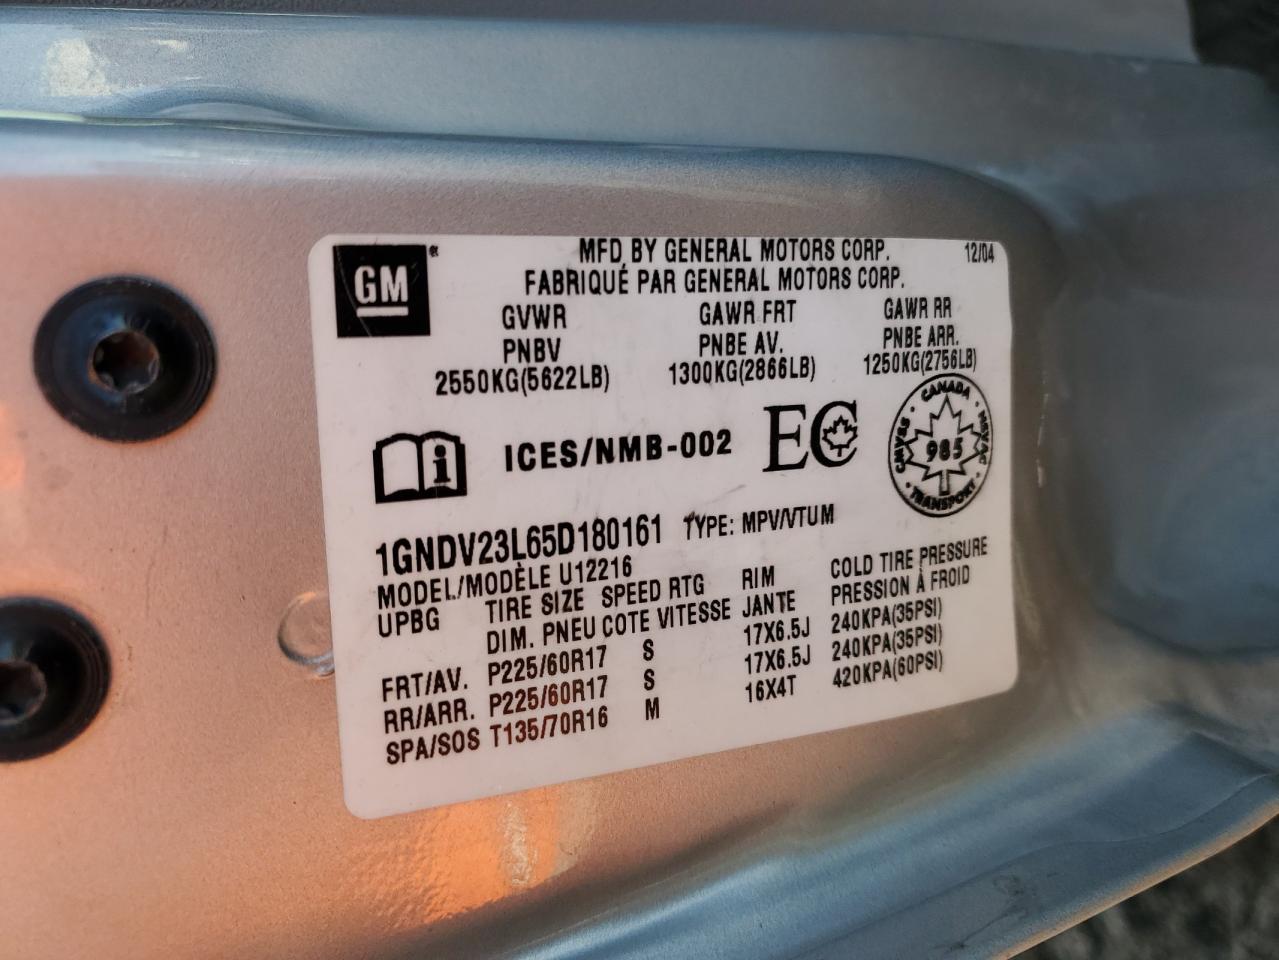 GM
MFD BY GENERAL MOTORS CORP. 12/04
FABRIQUÉ PAR GENERAL MOTORS CORP.
GVWR GAWR FRT GAWR RR
PNBV PNBE AV. PNBE ARR.
2550KG(5622LB) 1300KG(2866LB) 1250KG(2756LB)
i ICES/NMB-002 EC
CANADA
985
TRANSPORT
1GNDV23L65D180161 TYPE: MPV/VTUM
MODEL/MODÈLE U12216
UPBG TIRE SIZE SPEED RTG RIM COLD TIRE PRESSURE
DIM. PNEU COTE VITESSE JANTE PRESSION À FROID
FRT/AV. P225/60R17 S 17X6.5J 240KPA(35PSI)
RR/ARR. P225/60R17 S 17X6.5J 240KPA(35PSI)
SPA/SOS T135/70R16 M 16X4T 420KPA(60PSI)